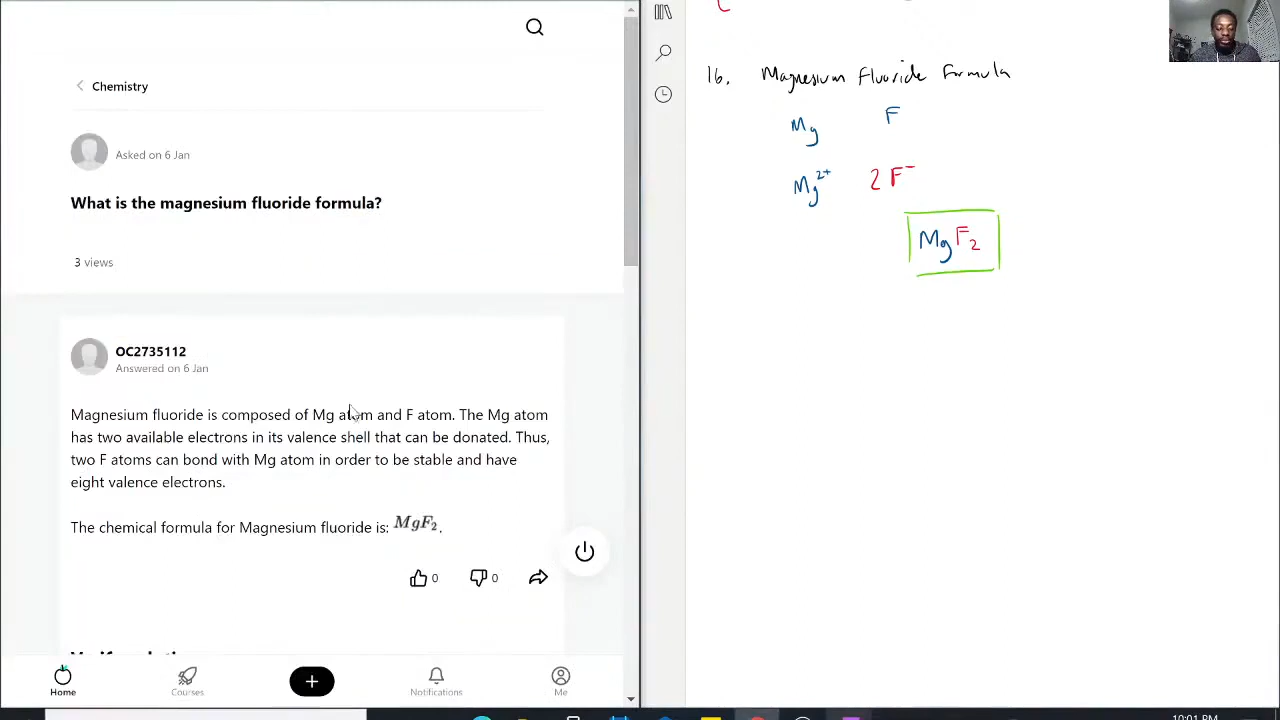 Chemistry
Asked on 6 Jan
What is the magnesium fluoride formula?
3 views
OC2735112
Answered on 6 Jan
Magnesium fluoride is composed of Mg atom and F atom. The Mg atom
has two available electrons in its valence shell that can be donated. Thus,
two F atoms can bond with Mg atom in order to be stable and have
eight valence electrons.
The chemical formula for Magnesium fluoride is: MgF₂.
0 0
Home Courses Notifications Me
16. Magnesium Fluoride Formula
Mg F
Mg²⁺ 2F⁻
MgF₂
10:01 PM